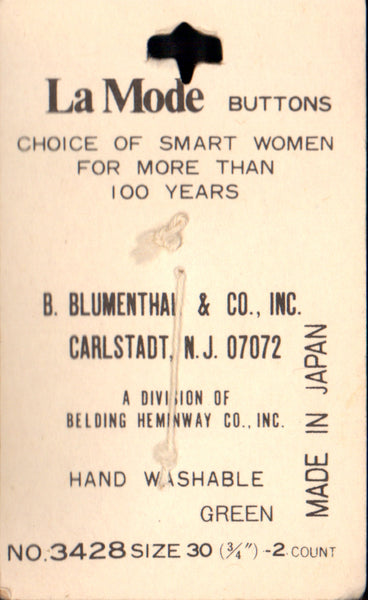 La Mode BUTTONS
CHOICE OF SMART WOMEN
FOR MORE THAN
100 YEARS
B. BLUMENTHAL & CO., INC.
CARLSTADT, N.J. 07072
A DIVISION OF
BELDING HEMINWAY CO., INC.
MADE IN JAPAN
HAND WASHABLE
GREEN
NO. 3428 SIZE 30 (3/4") -2 COUNT